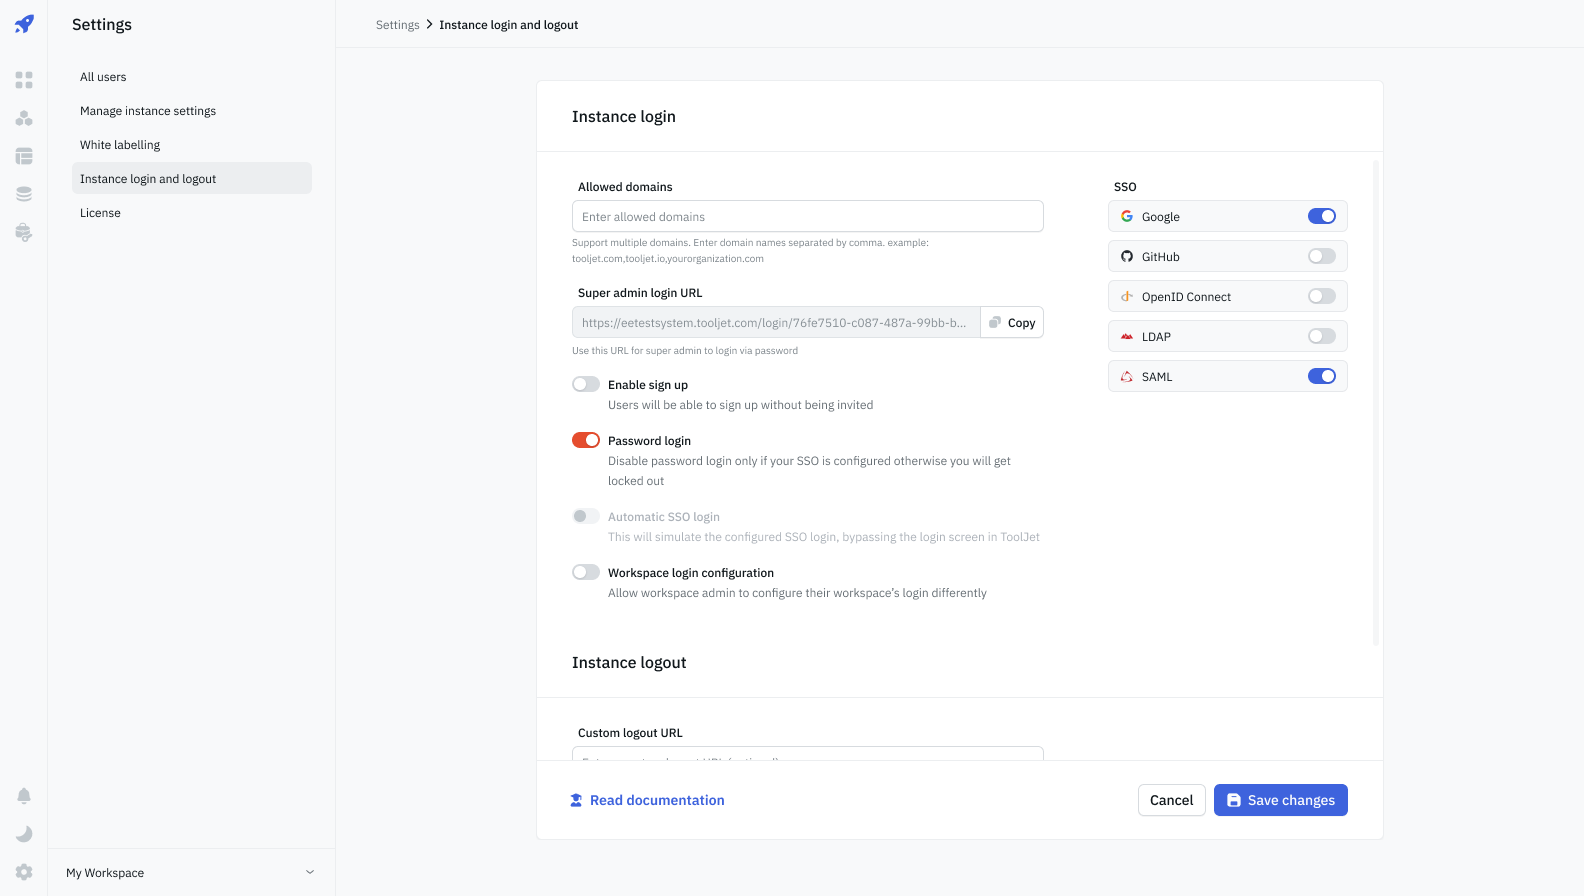 Settings
All users
Manage instance settings
White labelling
Instance login and logout
License
My Workspace
Settings > Instance login and logout
Instance login
Allowed domains
Enter allowed domains
Support multiple domains. Enter domain names separated by comma. example:
tooljet.com,tooljet.io,yourorganization.com
Super admin login URL
https://eetestsystem.tooljet.com/login/76fe7510-c087-487a-99bb-b...
Copy
Use this URL for super admin to login via password
Enable sign up
Users will be able to sign up without being invited
Password login
Disable password login only if your SSO is configured otherwise you will get
locked out
Automatic SSO login
This will simulate the configured SSO login, bypassing the login screen in ToolJet
Workspace login configuration
Allow workspace admin to configure their workspace's login differently
SSO
Google
GitHub
OpenID Connect
LDAP
SAML
Instance logout
Custom logout URL
Read documentation
Cancel
Save changes